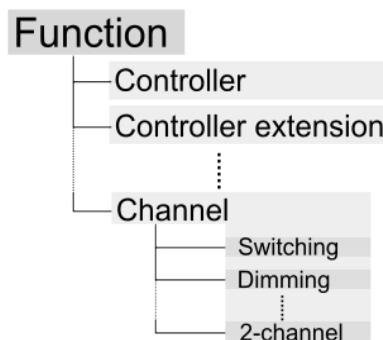 Function
Controller
Controller extension
Channel
Switching
Dimming
2-channel